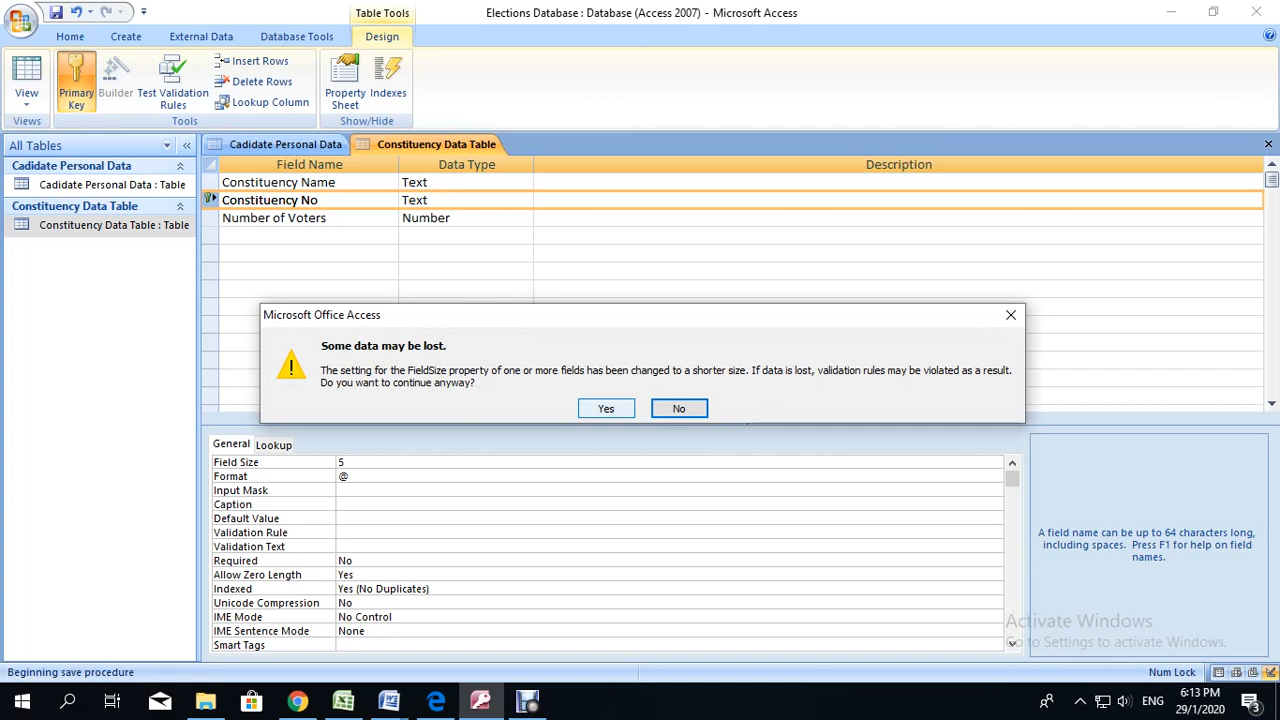 Table Tools
Elections Database : Database (Access 2007) - Microsoft Access
Home Create External Data Database Tools Design
View
Views
Primary Key
Builder
Test Validation Rules
Insert Rows
Delete Rows
Lookup Column
Tools
Property Sheet
Indexes
Show/Hide
All Tables
Cadidate Personal Data
Cadidate Personal Data : Table
Constituency Data Table
Constituency Data Table : Table
Cadidate Personal Data Constituency Data Table
Field Name Data Type Description
Constituency Name Text
Constituency No Text
Number of Voters Number
Microsoft Office Access
Some data may be lost.
The setting for the FieldSize property of one or more fields has been changed to a shorter size. If data is lost, validation rules may be violated as a result.
Do you want to continue anyway?
Yes No
General Lookup
Field Size 5
Format @
Input Mask
Caption
Default Value
Validation Rule
Validation Text
Required No
Allow Zero Length Yes
Indexed Yes (No Duplicates)
Unicode Compression No
IME Mode No Control
IME Sentence Mode None
Smart Tags
A field name can be up to 64 characters long,
including spaces. Press F1 for help on field
names.
Activate Windows
Go to Settings to activate Windows.
Beginning save procedure
Num Lock
ENG
6:13 PM
29/1/2020
3